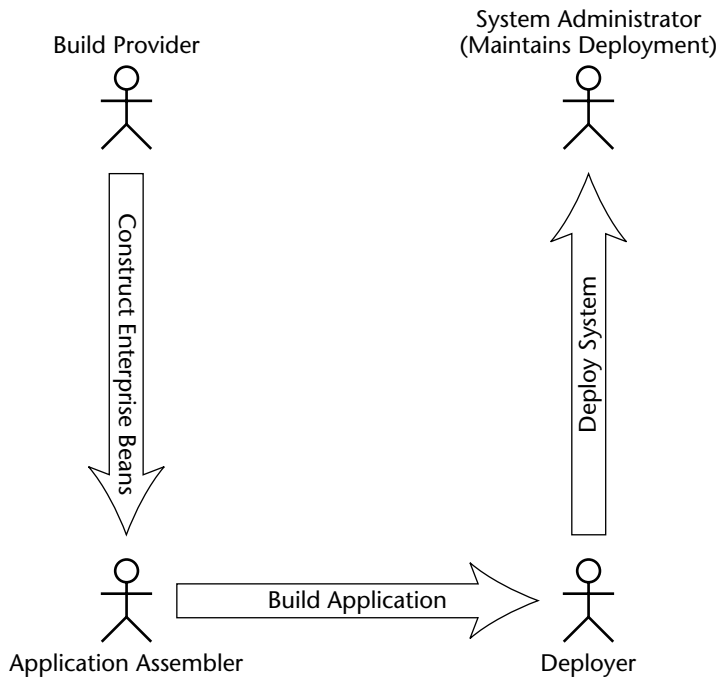 Build Provider
System Administrator
(Maintains Deployment)
Construct Enterprise Beans
Deploy System
Build Application
Application Assembler
Deployer